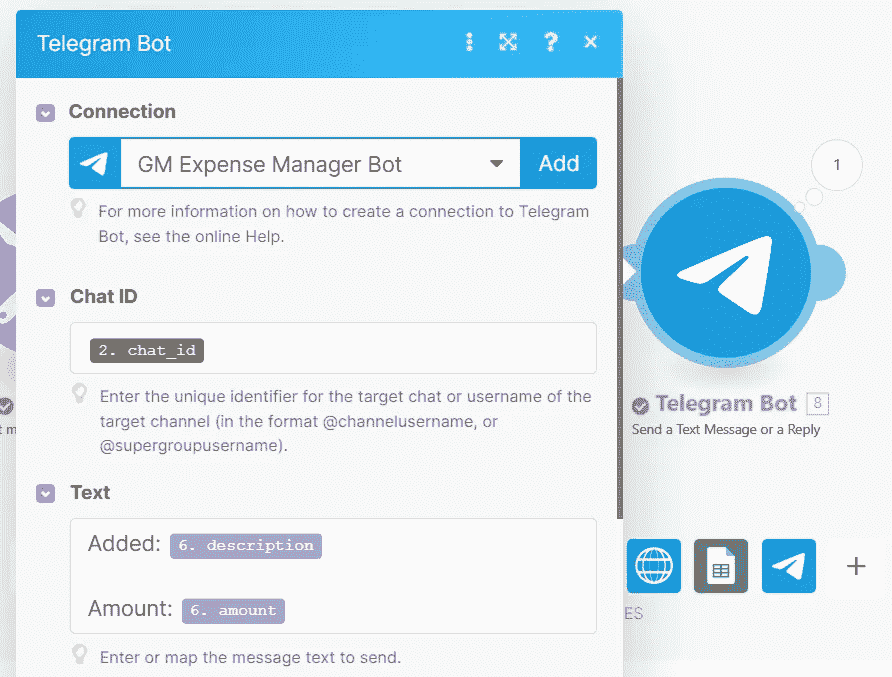 Telegram Bot
Connection
GM Expense Manager Bot
Add
For more information on how to create a connection to Telegram
Bot, see the online Help.
Chat ID
2. chat_id
Enter the unique identifier for the target chat or username of the
target channel (in the format @channelusername, or
@supergroupusername).
Text
Added: 6. description
Amount: 6. amount
Enter or map the message text to send.
1
Telegram Bot 8
Send a Text Message or a Reply